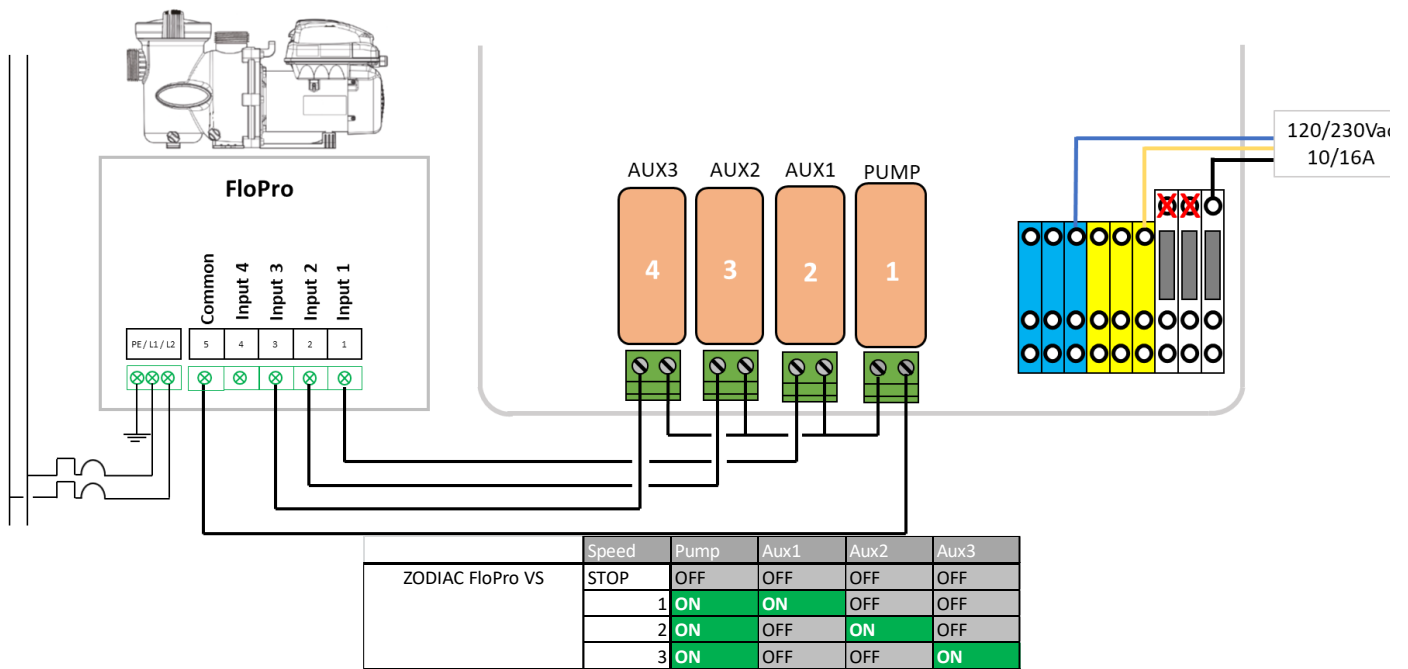 120/230Vac
10/16A
AUX3 AUX2 AUX1 PUMP
FloPro
4 3 2 1
Common
Input 4
Input 3
Input 2
Input 1
PE / L1 / L2 5 4 3 2 1
Speed Pump Aux1 Aux2 Aux3
ZODIAC FloPro VS STOP OFF OFF OFF OFF
1 ON ON OFF OFF
2 ON OFF ON OFF
3 ON OFF OFF ON